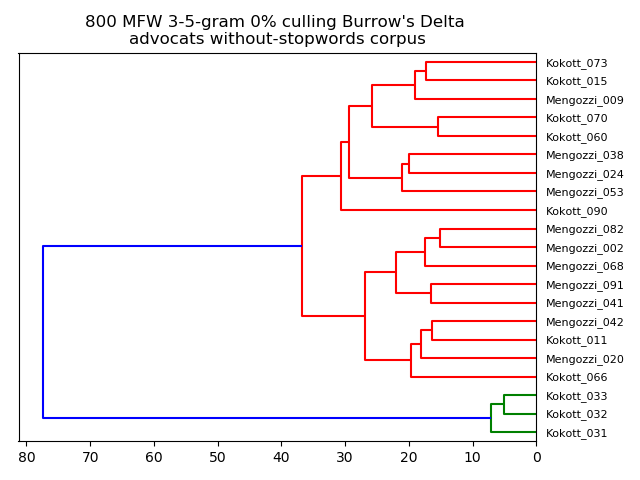 800 MFW 3-5-gram 0% culling Burrow's Delta
advocats without-stopwords corpus
Kokott_073
Kokott_015
Mengozzi_009
Kokott_070
Kokott_060
Mengozzi_038
Mengozzi_024
Mengozzi_053
Kokott_090
Mengozzi_082
Mengozzi_002
Mengozzi_068
Mengozzi_091
Mengozzi_041
Mengozzi_042
Kokott_011
Mengozzi_020
Kokott_066
Kokott_033
Kokott_032
Kokott_031
80 70 60 50 40 30 20 10 0